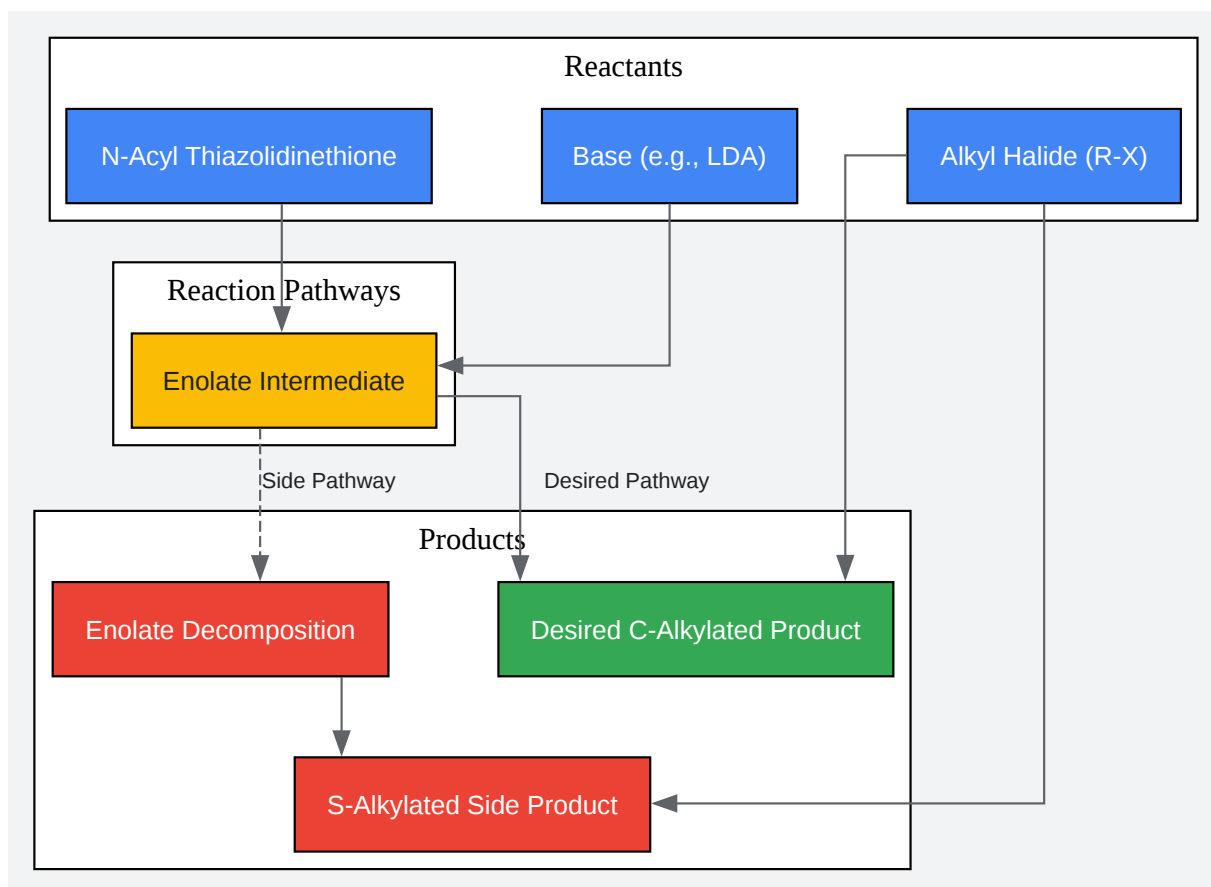 Reactants
N-Acyl Thiazolidinethione
Base (e.g., LDA)
Alkyl Halide (R-X)
Reaction Pathways
Enolate Intermediate
Side Pathway
Desired Pathway
Products
Enolate Decomposition
Desired C-Alkylated Product
S-Alkylated Side Product